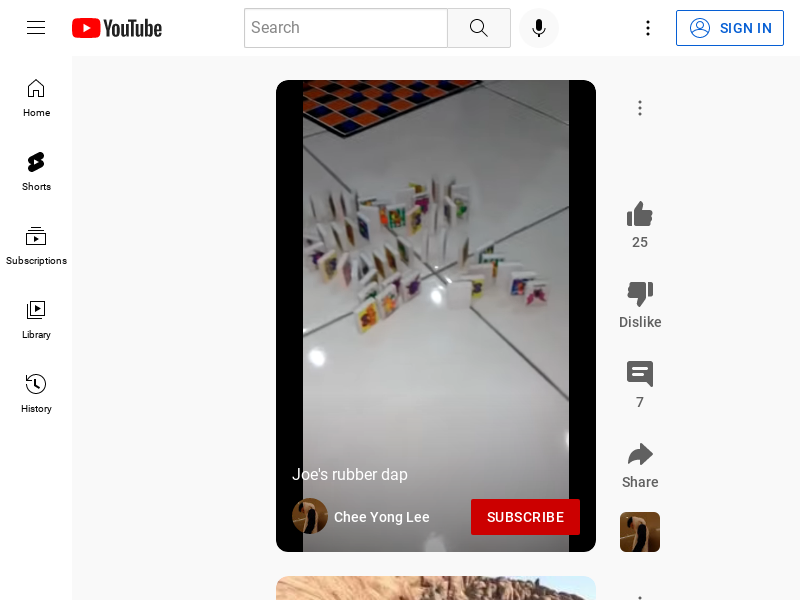 YouTube
Search
SIGN IN
Home
Shorts
Subscriptions
Library
History
25
Dislike
7
Share
Joe's rubber dap
Chee Yong Lee
SUBSCRIBE